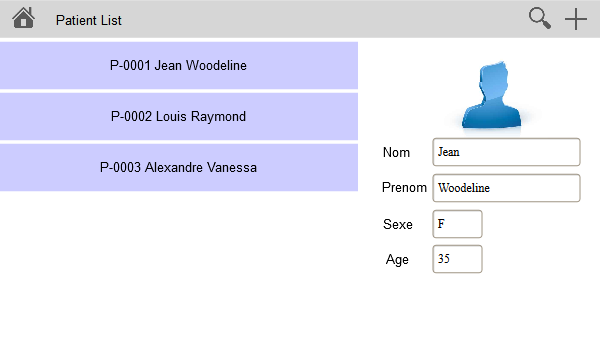 Patient List
P-0001 Jean Woodeline
P-0002 Louis Raymond
P-0003 Alexandre Vanessa
Nom Jean
Prenom Woodeline
Sexe F
Age 35